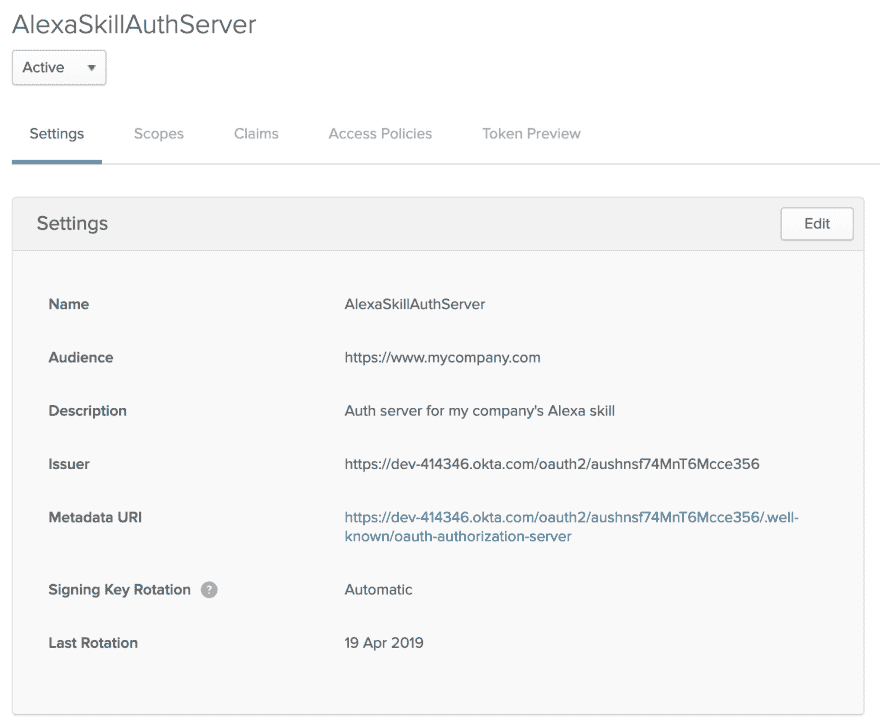 AlexaSkillAuthServer
Active
Settings Scopes Claims Access Policies Token Preview
Settings Edit
Name AlexaSkillAuthServer
Audience https://www.mycompany.com
Description Auth server for my company's Alexa skill
Issuer https://dev-414346.okta.com/oauth2/aushnsf74MnT6Mcce356
Metadata URI https://dev-414346.okta.com/oauth2/aushnsf74MnT6Mcce356/.well-
known/oauth-authorization-server
Signing Key Rotation ? Automatic
Last Rotation 19 Apr 2019